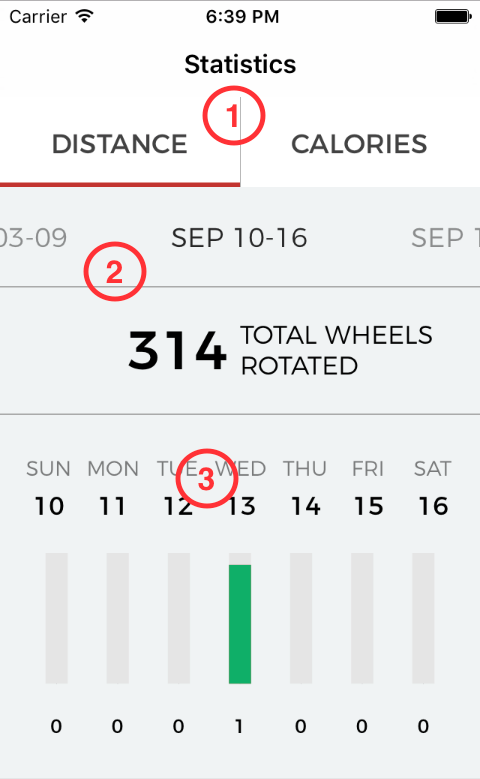 Carrier 6:39 PM
Statistics
1
DISTANCE CALORIES
03-09 SEP 10-16 SEP 1
2
314 TOTAL WHEELS
ROTATED
SUN MON TUE WED THU FRI SAT
3
10 11 12 13 14 15 16
0 0 0 1 0 0 0